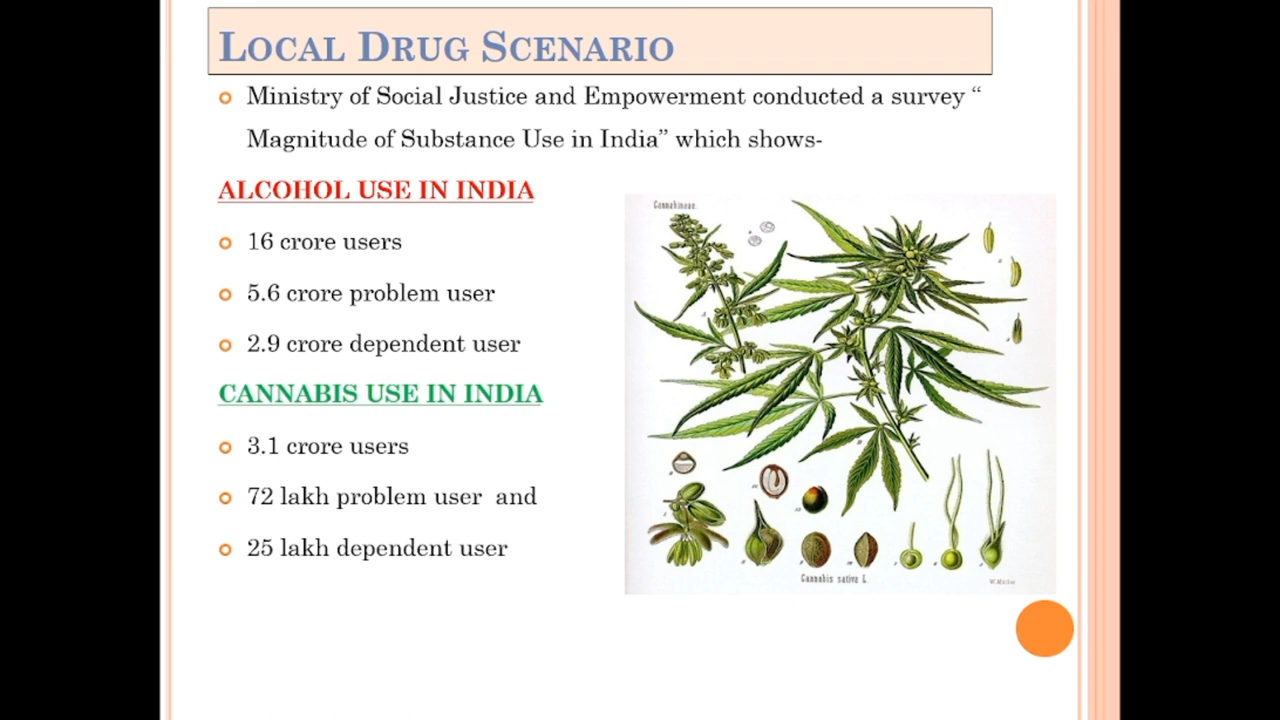 LOCAL DRUG SCENARIO
Ministry of Social Justice and Empowerment conducted a survey “
Magnitude of Substance Use in India” which shows-
ALCOHOL USE IN INDIA
16 crore users
5.6 crore problem user
2.9 crore dependent user
CANNABIS USE IN INDIA
3.1 crore users
72 lakh problem user and
25 lakh dependent user
Cannabineae.
Cannabis sativa L.
W. Müller